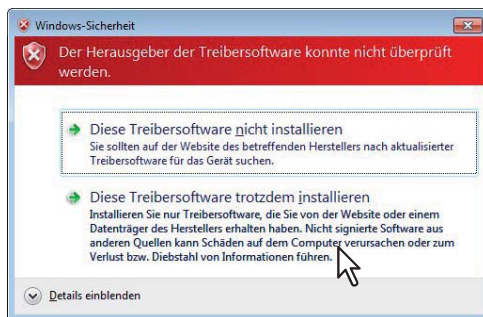 Windows-Sicherheit
Der Herausgeber der Treibersoftware konnte nicht überprüft
werden.
Diese Treibersoftware nicht installieren
Sie sollten auf der Website des betreffenden Herstellers nach aktualisierter
Treibersoftware für das Gerät suchen.
Diese Treibersoftware trotzdem installieren
Installieren Sie nur Treibersoftware, die Sie von der Website oder einem
Datenträger des Herstellers erhalten haben. Nicht signierte Software aus
anderen Quellen kann Schäden auf dem Computer verursachen oder zum
Verlust bzw. Diebstahl von Informationen führen.
Details einblenden